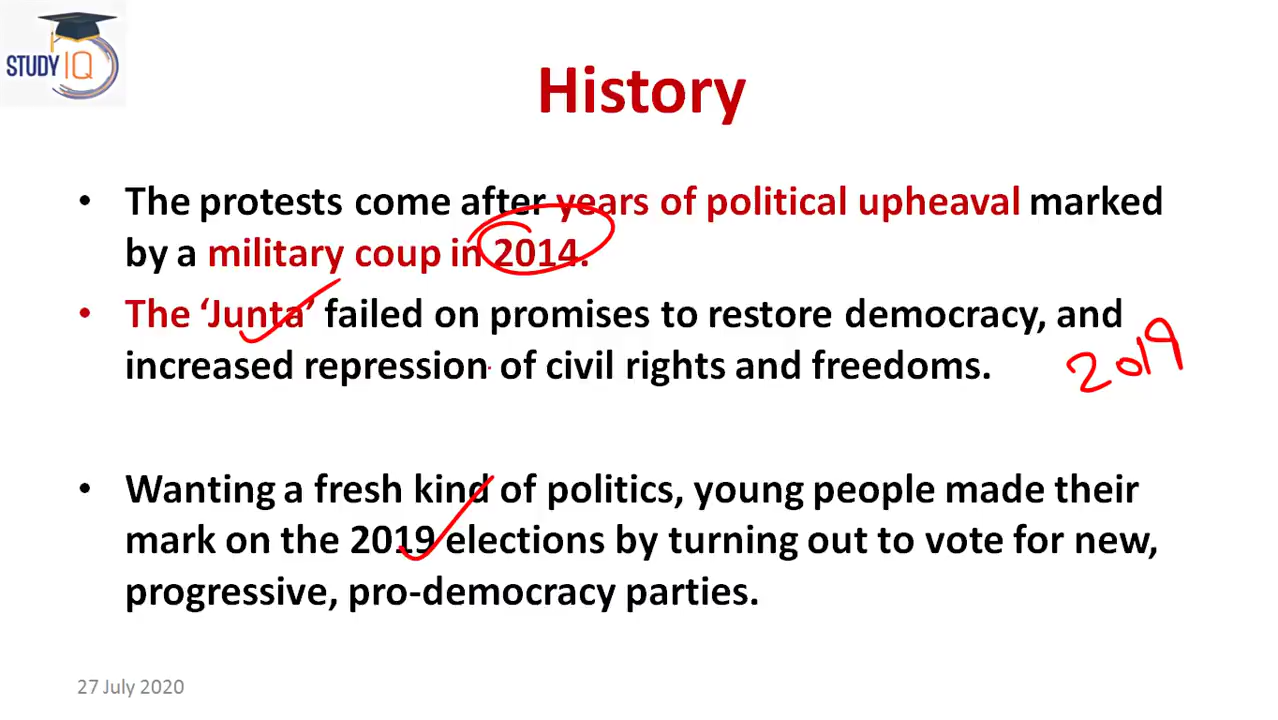 STUDY IQ
History
• The protests come after years of political upheaval marked
by a military coup in 2014.
• The ‘Junta’ failed on promises to restore democracy, and
increased repression of civil rights and freedoms.
2019
• Wanting a fresh kind of politics, young people made their
mark on the 2019 elections by turning out to vote for new,
progressive, pro-democracy parties.
27 July 2020